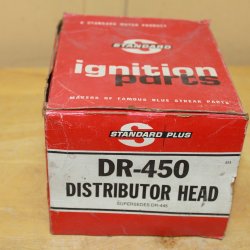 A STANDARD MOTOR PRODUCT
STANDARD
ignition
parts
MAKERS OF FAMOUS BLUE STREAK PARTS
S
STANDARD PLUS
DR-450
DISTRIBUTOR HEAD
SUPERSEDES DR-445